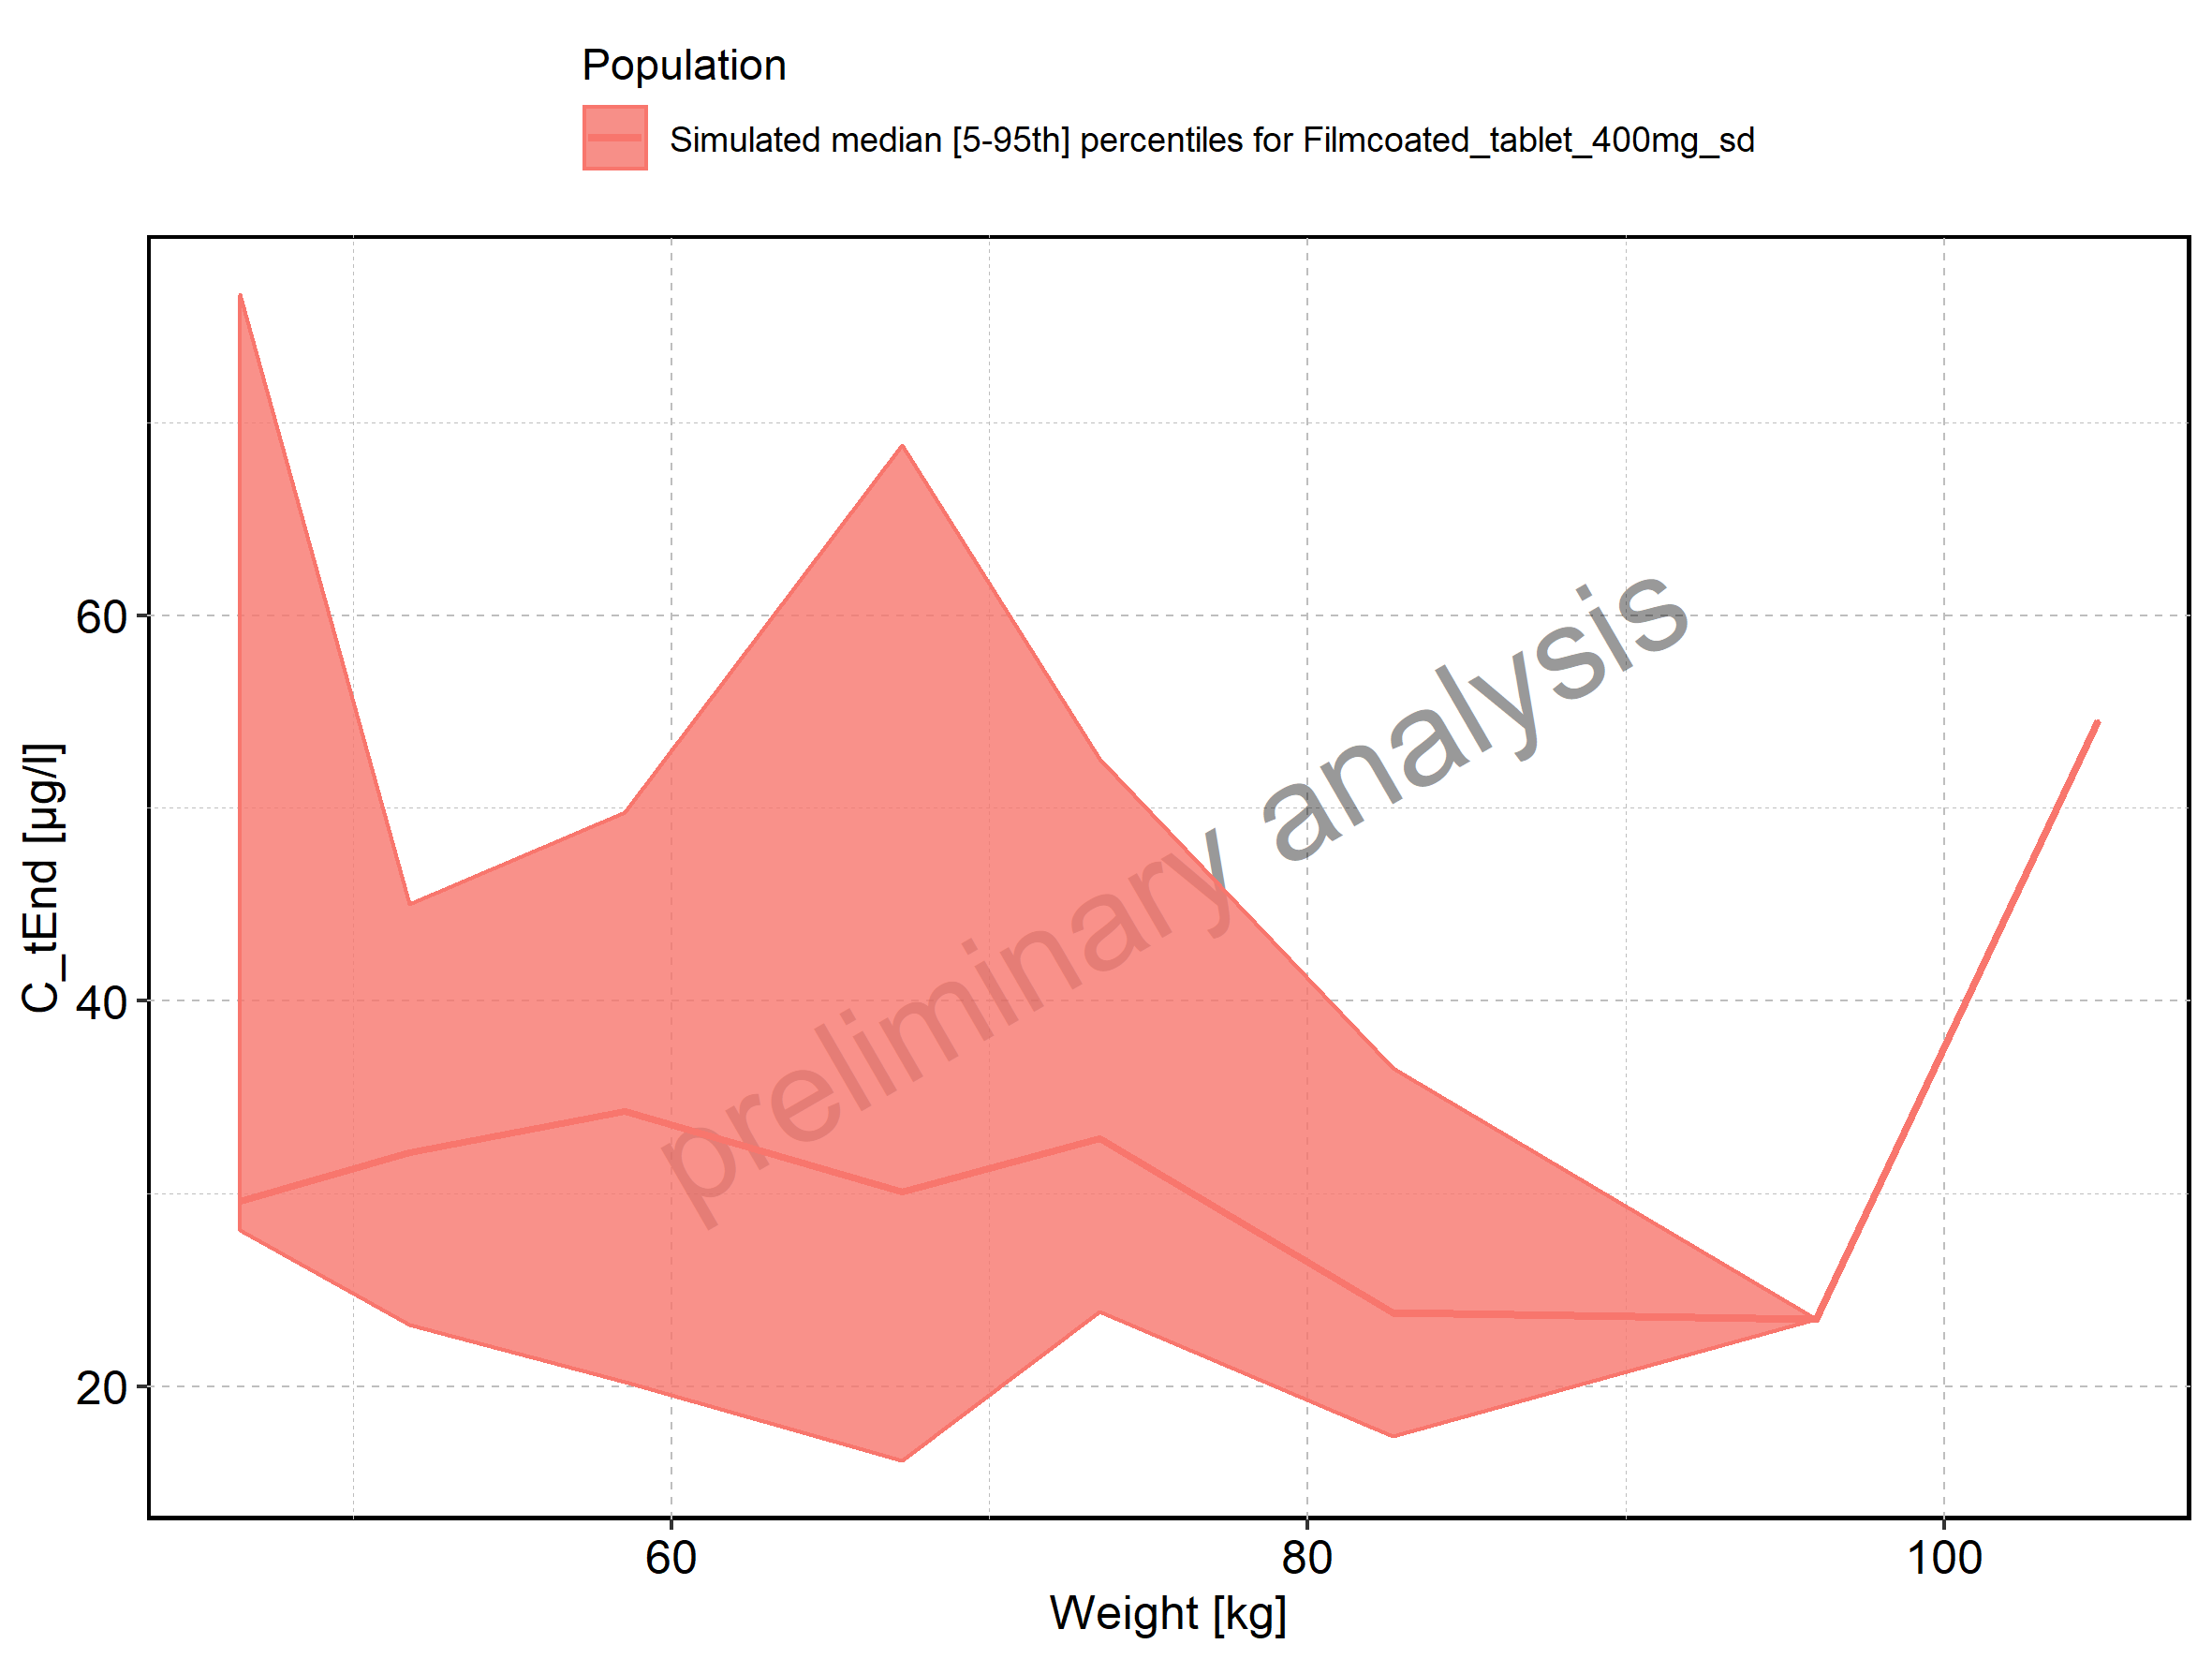 Population
Simulated median [5-95th] percentiles for Filmcoated_tablet_400mg_sd
60
40
20
C_tEnd [µg/l]
preliminary analysis
60 80 100
Weight [kg]